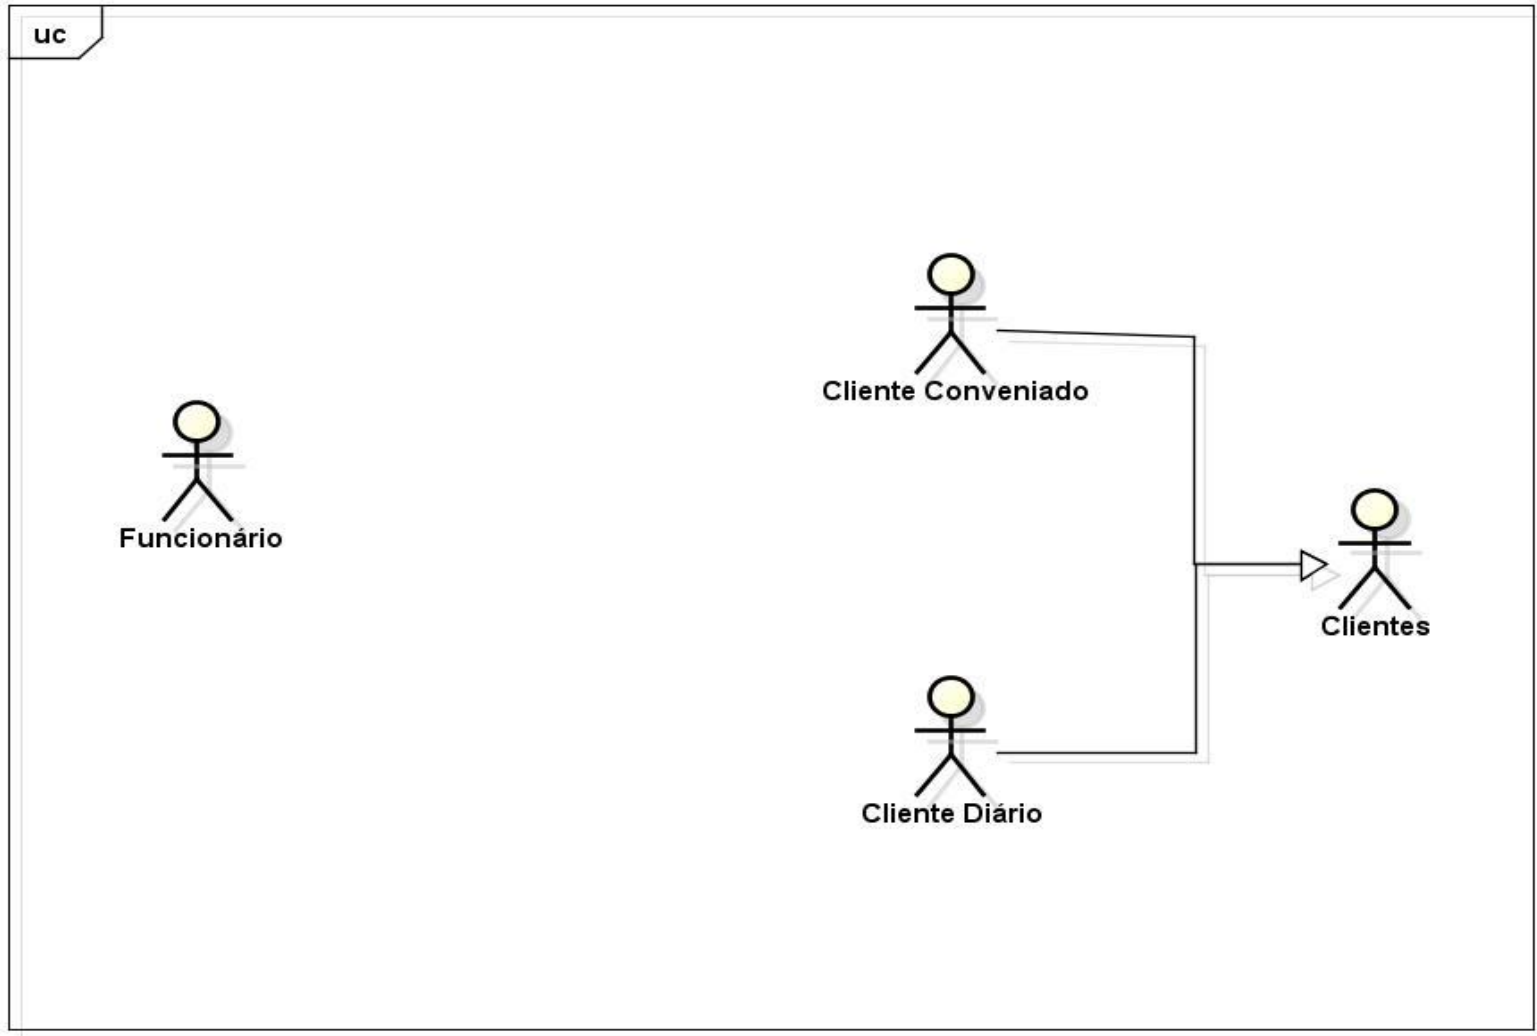 uc
Cliente Conveniado
Funcionário
Clientes
Cliente Diário